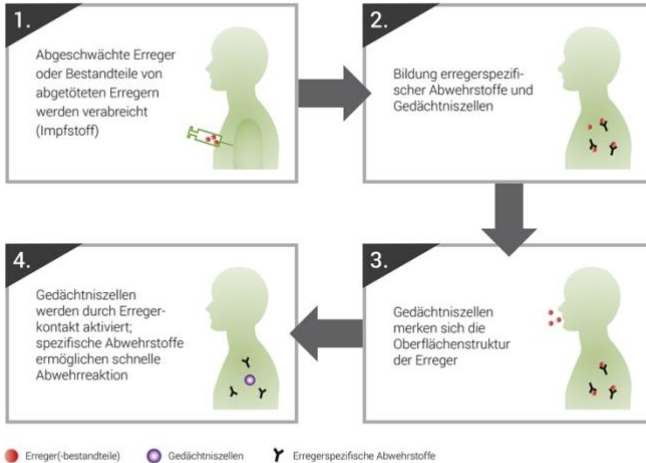 1.
Abgeschwächte Erreger
oder Bestandteile von
abgetöteten Erregern
werden verabreicht
(Impfstoff)
2.
Bildung erregerspezifi-
scher Abwehrstoffe und
Gedächtniszellen
3.
Gedächtniszellen
merken sich die
Oberflächenstruktur
der Erreger
4.
Gedächtniszellen
werden durch Erreger-
kontakt aktiviert;
spezifische Abwehrstoffe
ermöglichen schnelle
Abwehrreaktion
Erreger(-bestandteile)
Gedächtniszellen
Erregerspezifische Abwehrstoffe